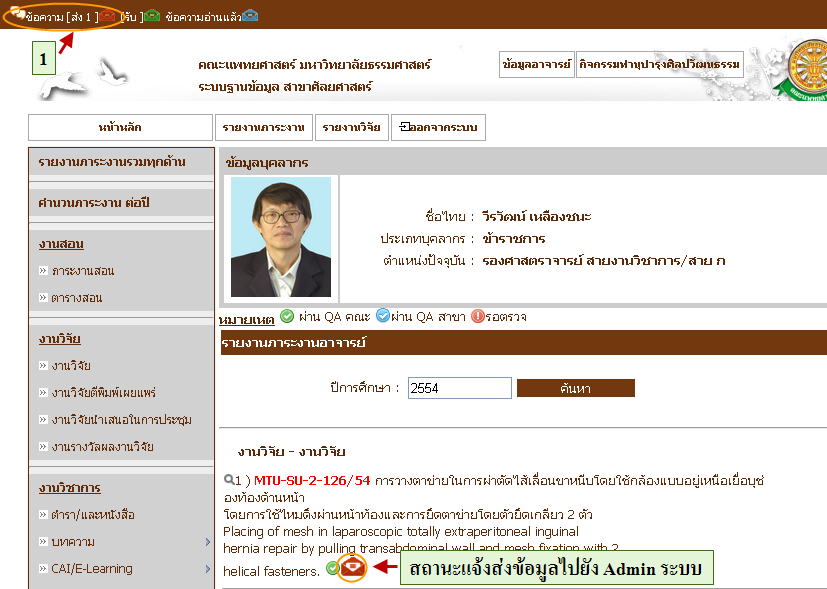 ข้อความ [ส่ง 1 ] [รับ ] ข้อความอ่านแล้ว
1
คณะแพทยศาสตร์ มหาวิทยาลัยธรรมศาสตร์
ระบบฐานข้อมูล สาขาศัลยศาสตร์
ข้อมูลอาจารย์ กิจกรรมทำนุบำรุงศิลปวัฒนธรรม
หน้าหลัก รายงานภาระงาน รายงานวิจัย ออกจากระบบ
รายงานภาระงานรวมทุกด้าน
คำนวนภาระงาน ต่อปี
งานสอน
ภาระงานสอน
ตารางสอน
งานวิจัย
งานวิจัย
งานวิจัยตีพิมพ์เผยแพร่
งานวิจัยนำเสนอในการประชุม
งานรางวัลผลงานวิจัย
งานวิชาการ
ตำรา/และหนังสือ
บทความ
CAI/E-Learning
ข้อมูลบุคลากร
ชื่อไทย : วีรวัฒน์ เหลืองชนะ
ประเภทบุคลากร : ข้าราชการ
ตำแหน่งปัจจุบัน : รองศาสตราจารย์ สายงานวิชาการ/สาย ก
หมายเหตุ ผ่าน QA คณะ ผ่าน QA สาขา รอตรวจ
รายงานภาระงานอาจารย์
ปีการศึกษา : 2554 ค้นหา
งานวิจัย - งานวิจัย
1 ) MTU-SU-2-126/54 การวางตาข่ายในการผ่าตัดไส้เลื่อนขาหนีบโดยใช้กล้องแบบอยู่เหนือเยื่อบุช่
องท้องด้านหน้า
โดยการใช้ไหมดึงผ่านหน้าท้องและการยึดตาข่ายโดยตัวยึดเกลียว 2 ตัว
Placing of mesh in laparoscopic totally extraperitoneal inguinal
hernia repair by pulling transabdominal wall and mesh fixation with 2
helical fasteners.
สถานะแจ้งส่งข้อมูลไปยัง Admin ระบบ